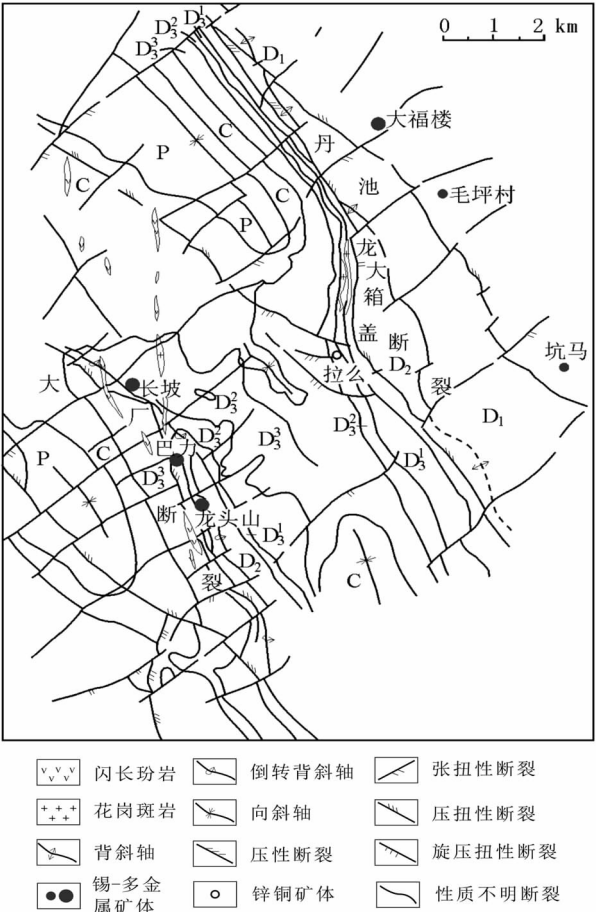 D₃²
D₃¹
D₃³
D₁
0 1 2 km
大福楼
丹
C
P
池
毛坪村
C
C
P
龙
大
箱
盖
断
坑马
拉么
D₂
裂
大
长坡
厂
D₃²
D₁
D₃²
D₃²
D₃³
巴力
P
C
D₃¹
D₃³
断
龙头山
D₃¹
C
D₂
裂
闪长玢岩
倒转背斜轴
张扭性断裂
花岗斑岩
向斜轴
压扭性断裂
背斜轴
压性断裂
旋压扭性断裂
锡-多金
属矿体
锌铜矿体
性质不明断裂